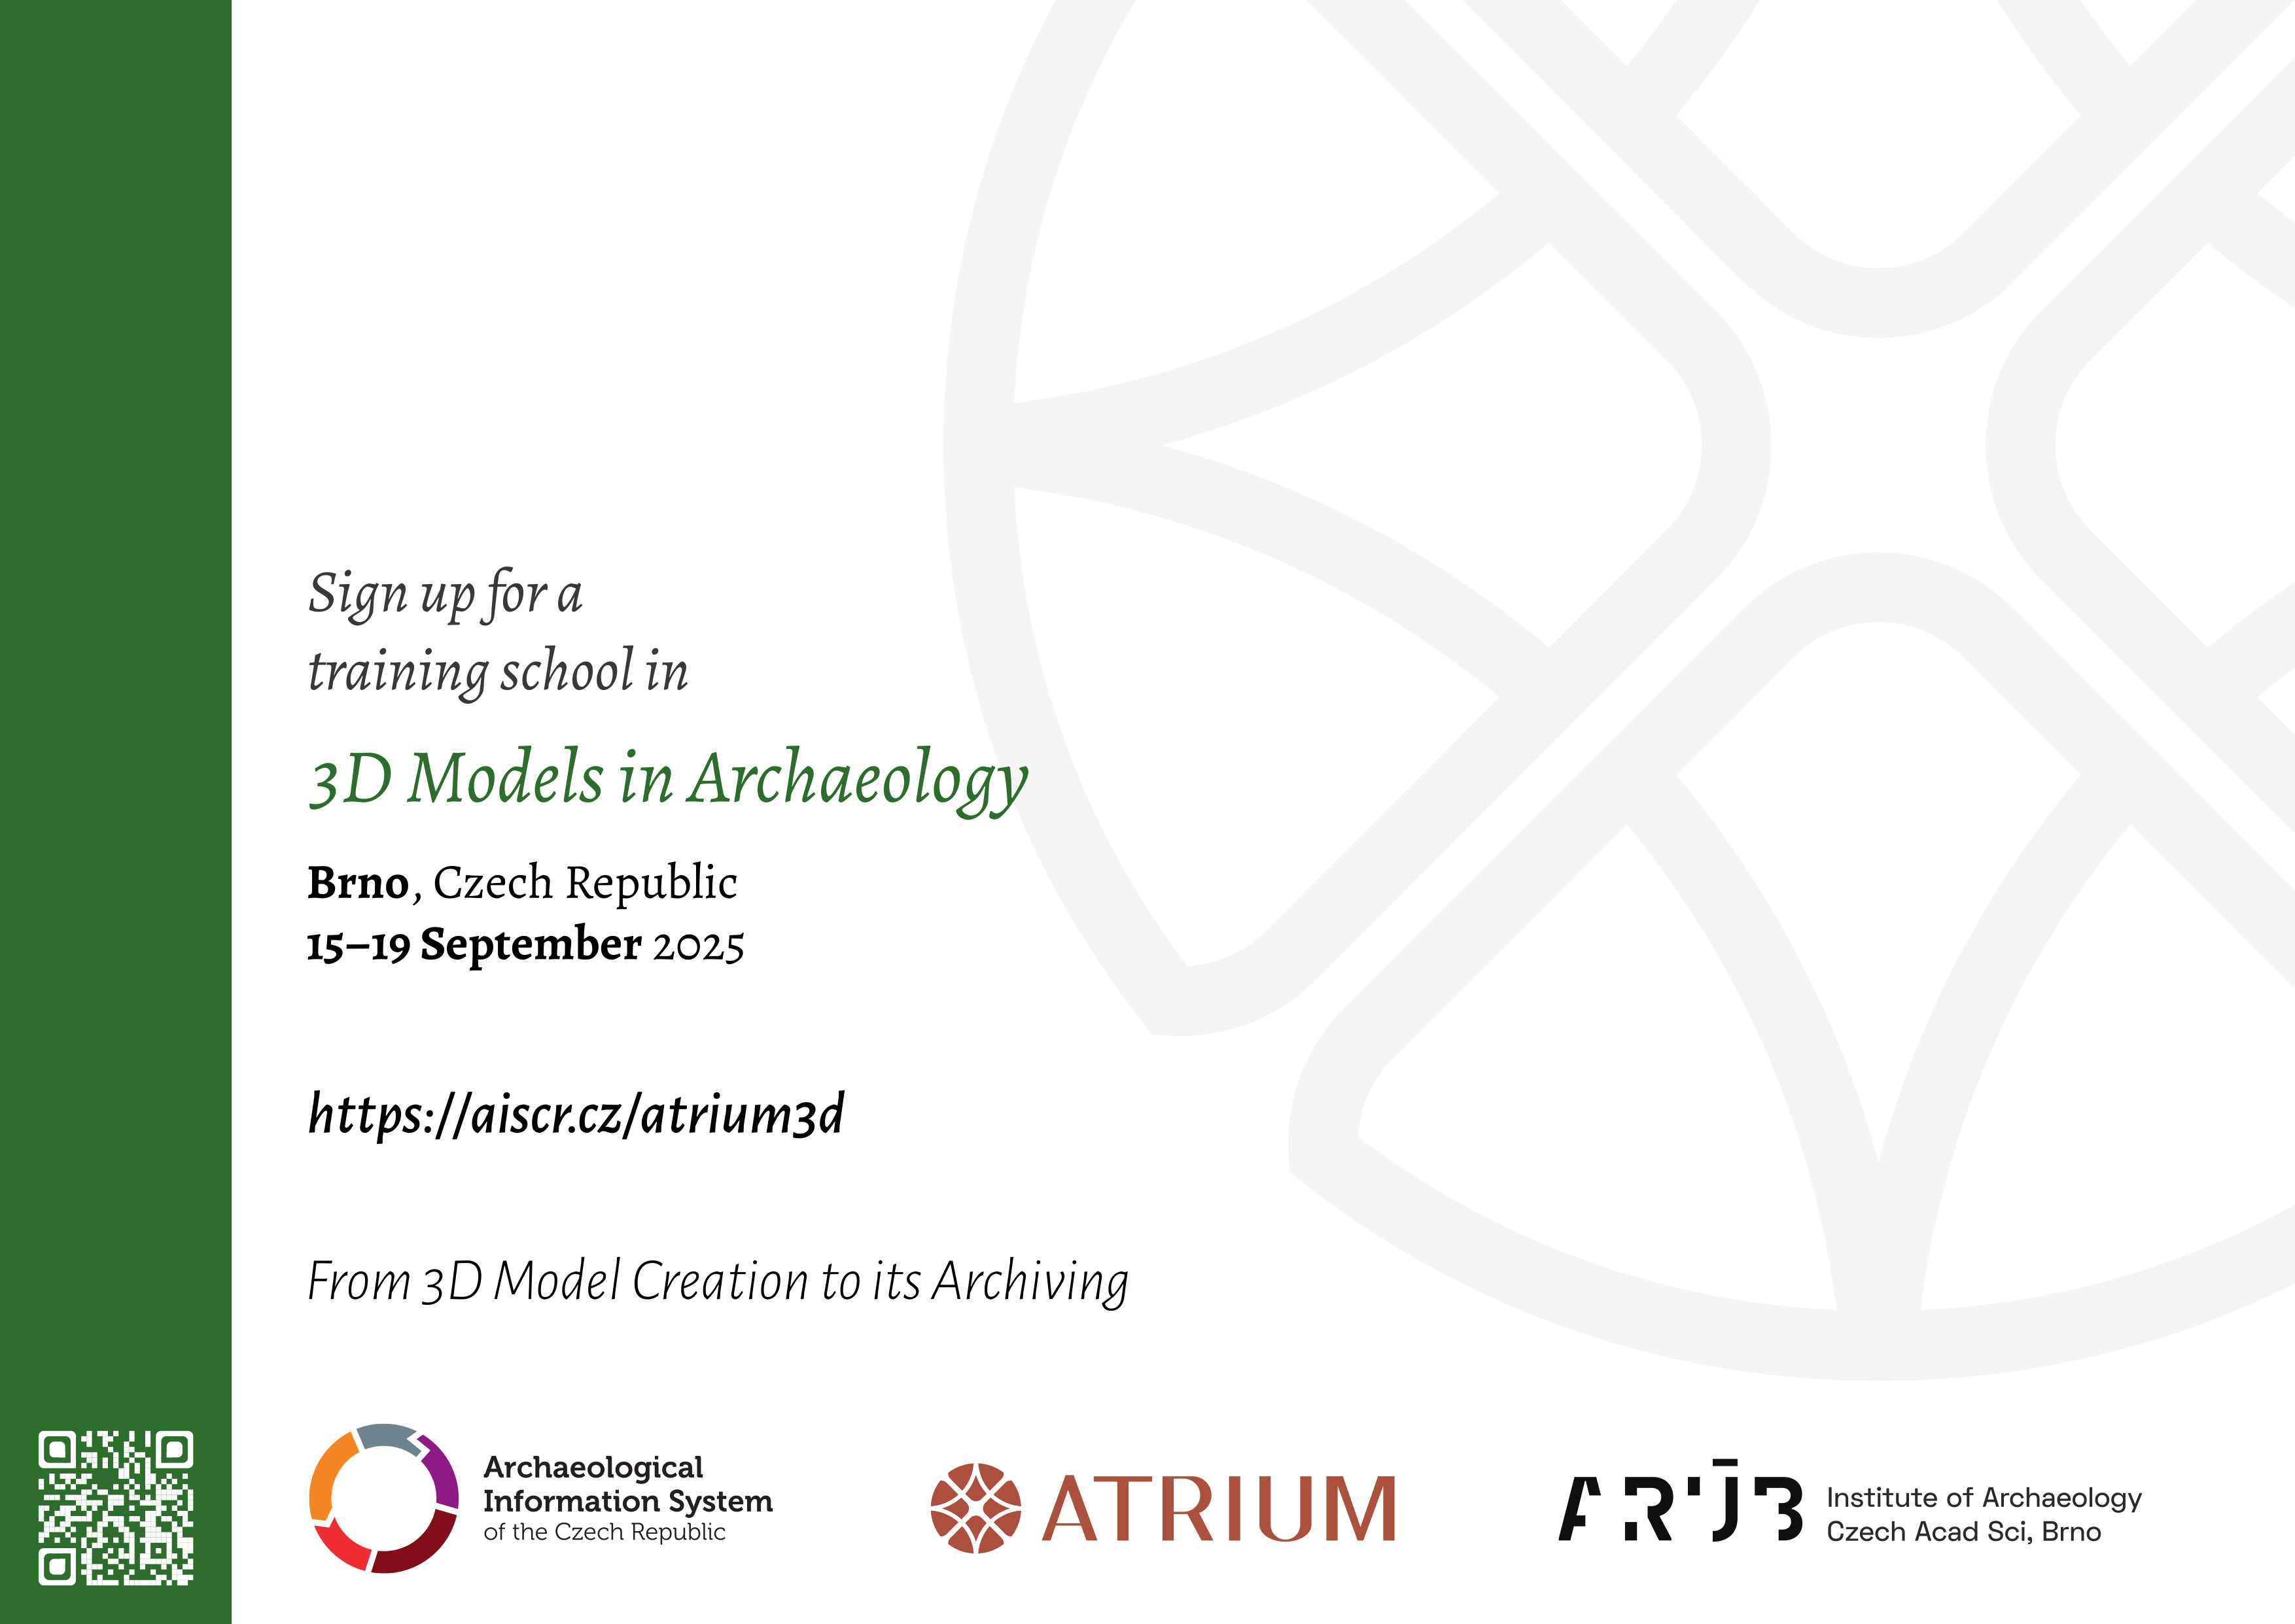 Sign up for a
training school in
3D Models in Archaeology
Brno, Czech Republic
15–19 September 2025
https://aiscr.cz/atrium3d
From 3D Model Creation to its Archiving
Archaeological
Information System
of the Czech Republic
ATRIUM
ARÚB
Institute of Archaeology
Czech Acad Sci, Brno